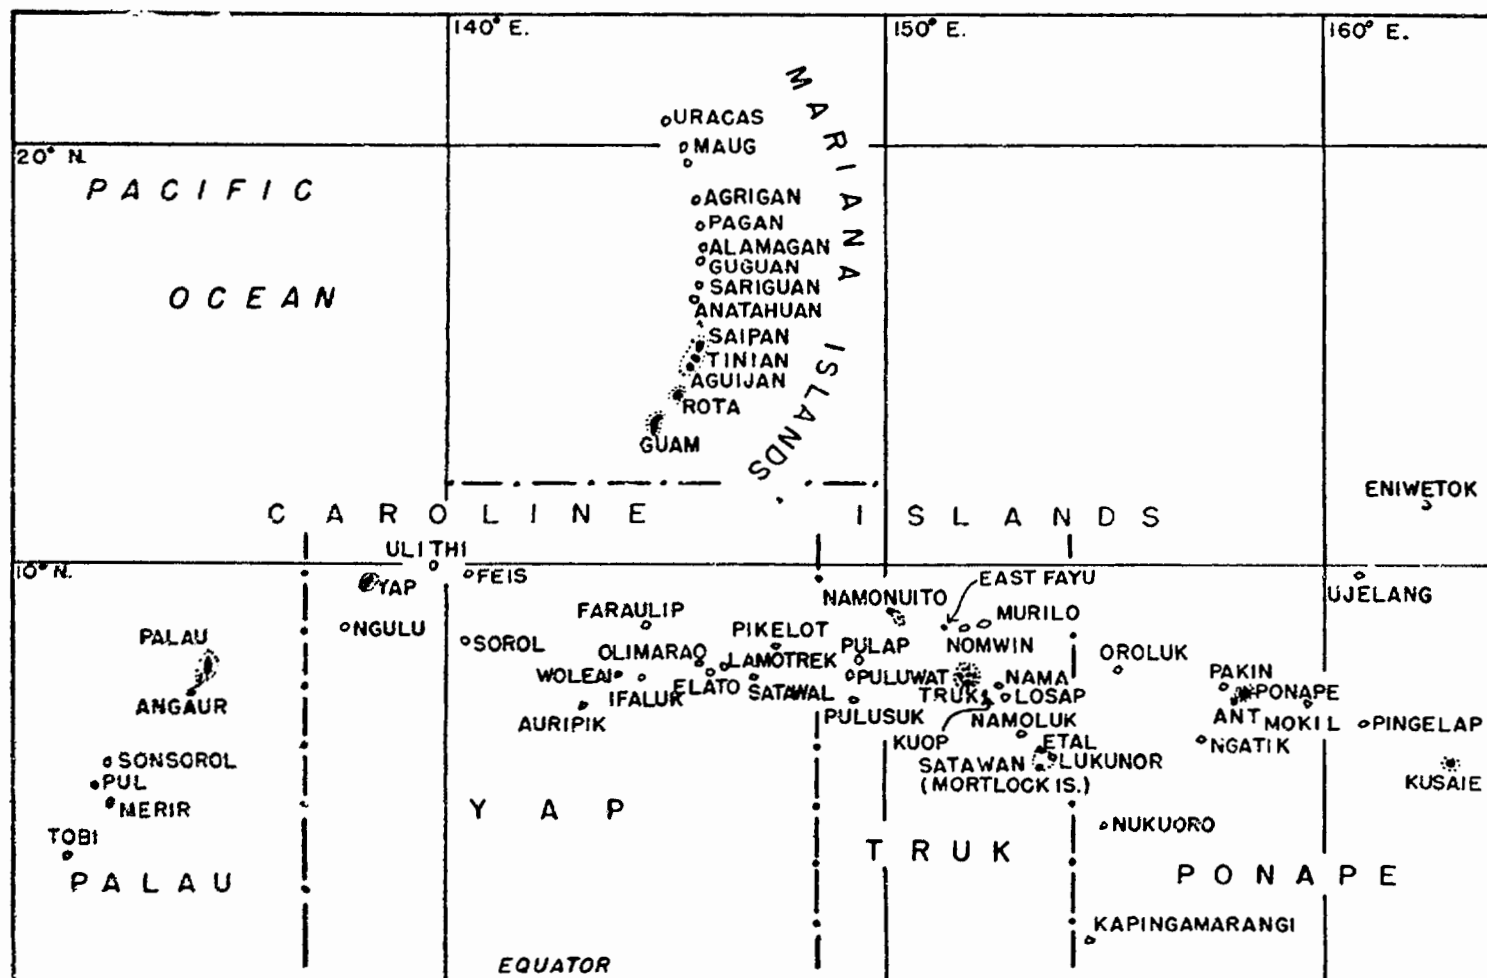 140° E.
150° E.
160° E.
MARIANA ISLANDS
URACAS
20° N.
MAUG
PACIFIC
OCEAN
AGRIGAN
PAGAN
ALAMAGAN
GUGUAN
SARIGUAN
ANATAHUAN
SAIPAN
TINIAN
AGUIJAN
ROTA
GUAM
ENIWETOK
CAROLINE ISLANDS
ULITHI
10° N.
YAP
FEIS
EAST FAYU
UJELANG
NAMONUITO
FARAULIP
MURILO
NGULU
PALAU
SOROL
PIKELOT
PULAP
NOMWIN
OLIMARAO
LAMOTREK
OROLUK
WOLEAI
IFALUK
ELATO
SATAWAL
PULUWAT
TRUK
NAMA
LOSAP
PAKIN
PONAPE
ANGAUR
AURIPIK
PULUSUK
NAMOLUK
ANT
MOKIL
PINGELAP
KUOP
ETAL
NGATIK
SONSOROL
SATAWAN
LUKUNOR
(MORTLOCK IS.)
KUSAIE
PUL
MERIR
YAP
TOBI
NUKUORO
TRUK
PALAU
PONAPE
KAPINGAMARANGI
EQUATOR